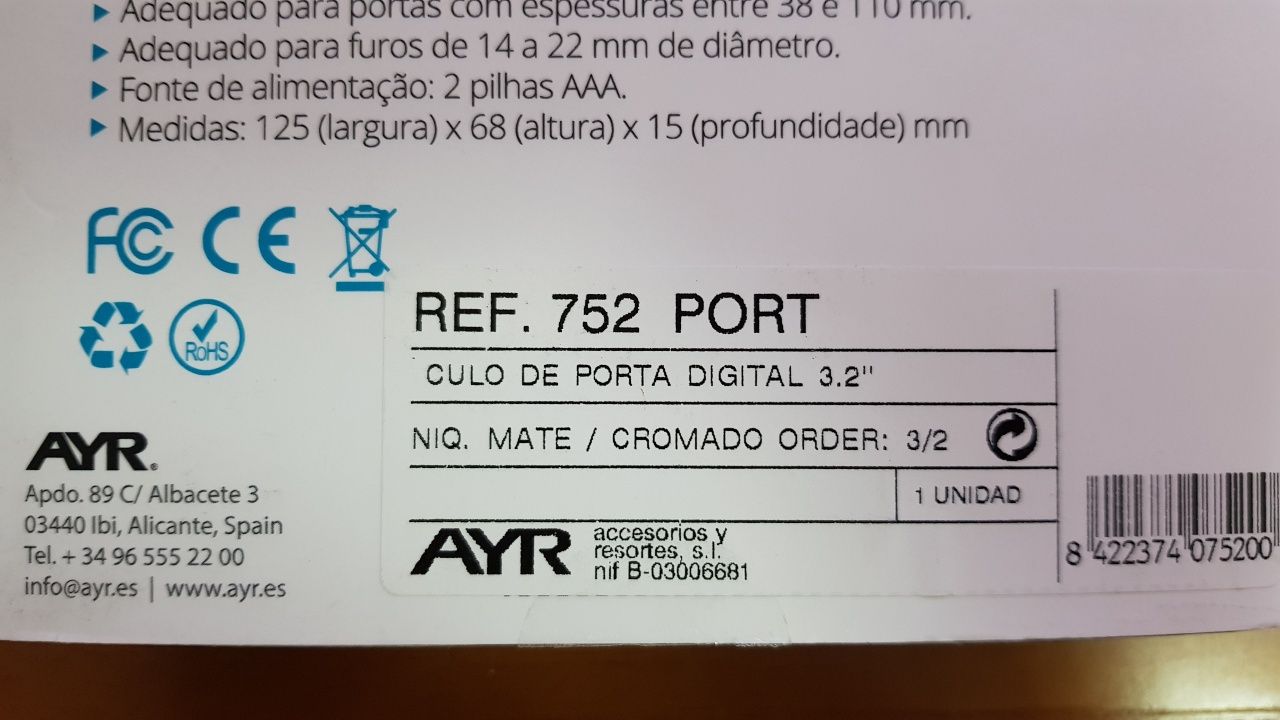 Adequado para portas com espessuras entre 38 e 110 mm.
Adequado para furos de 14 a 22 mm de diâmetro.
Fonte de alimentação: 2 pilhas AAA.
Medidas: 125 (largura) x 68 (altura) x 15 (profundidade) mm
FC CE
RoHS
REF. 752 PORT
CULO DE PORTA DIGITAL 3.2"
NIQ. MATE / CROMADO ORDER: 3/2
1 UNIDAD
AYR accesorios y
resortes, s.l.
nif B-03006681
8 422374 075200
AYR.
Apdo. 89 C/ Albacete 3
03440 Ibi, Alicante, Spain
Tel. + 34 96 555 22 00
info@ayr.es | www.ayr.es